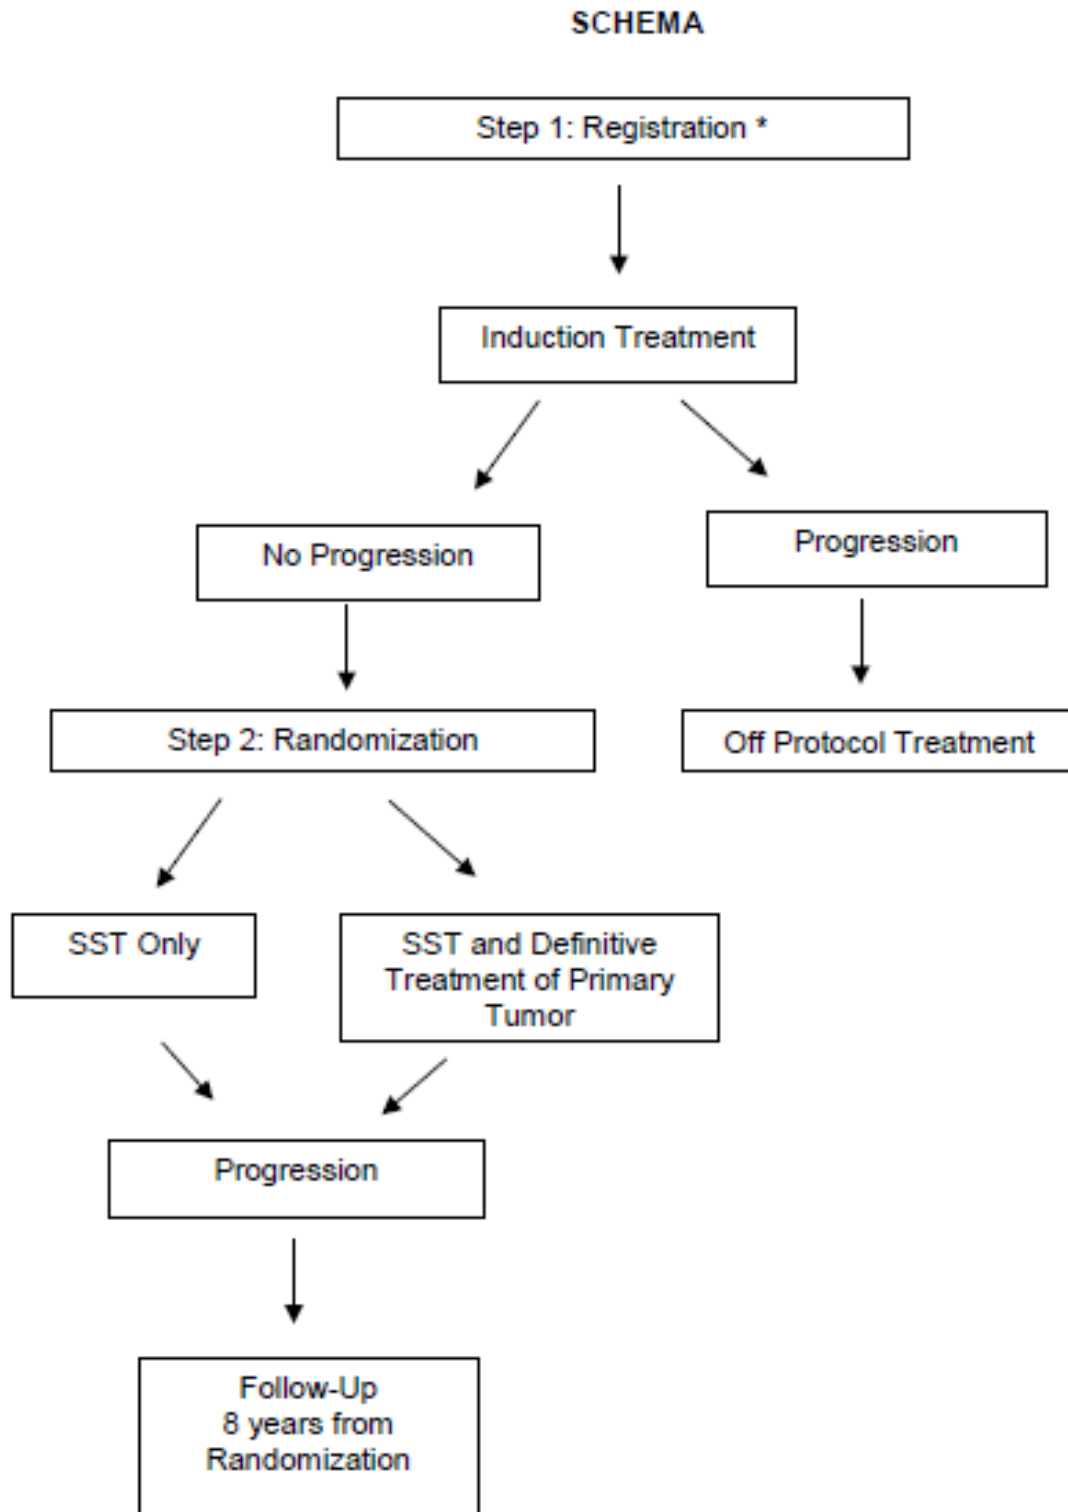 SCHEMA
Step 1: Registration *
Induction Treatment
No Progression
Progression
Step 2: Randomization
Off Protocol Treatment
SST Only
SST and Definitive
Treatment of Primary
Tumor
Progression
Follow-Up
8 years from
Randomization